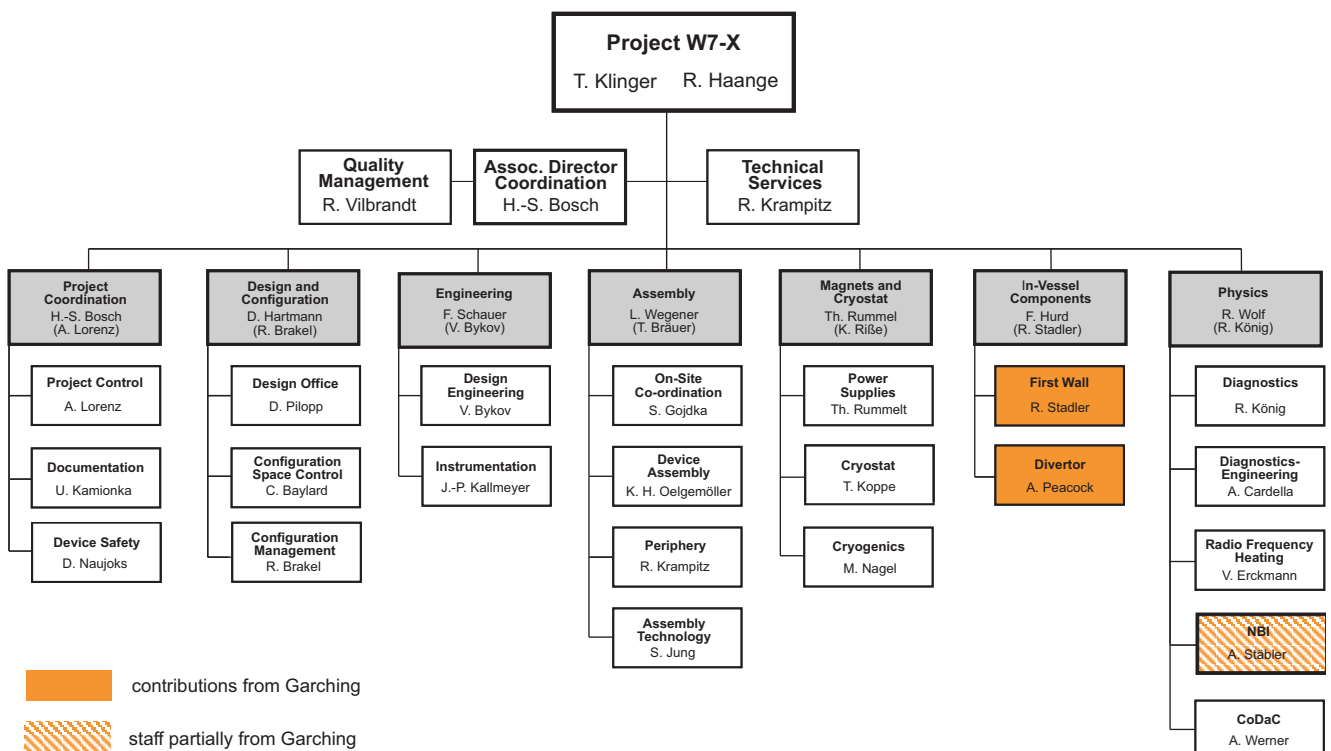 Project W7-X
T. Klinger R. Haange
Quality
Management
R. Vilbrandt
Assoc. Director
Coordination
H.-S. Bosch
Technical
Services
R. Krampitz
Project
Coordination
H.-S. Bosch
(A. Lorenz)
Project Control
A. Lorenz
Documentation
U. Kamionka
Device Safety
D. Naujoks
Design and
Configuration
D. Hartmann
(R. Brakel)
Design Office
D. Pilopp
Configuration
Space Control
C. Baylard
Configuration
Management
R. Brakel
Engineering
F. Schauer
(V. Bykov)
Design
Engineering
V. Bykov
Instrumentation
J.-P. Kallmeyer
Assembly
L. Wegener
(T. Bräuer)
On-Site
Co-ordination
S. Gojdka
Device
Assembly
K. H. Oelgemöller
Periphery
R. Krampitz
Assembly
Technology
S. Jung
Magnets and
Cryostat
Th. Rummel
(K. Riße)
Power
Supplies
Th. Rummelt
Cryostat
T. Koppe
Cryogenics
M. Nagel
In-Vessel
Components
F. Hurd
(R. Stadler)
First Wall
R. Stadler
Divertor
A. Peacock
Physics
R. Wolf
(R. König)
Diagnostics
R. König
Diagnostics-
Engineering
A. Cardella
Radio Frequency
Heating
V. Erckmann
NBI
A. Stäbler
CoDaC
A. Werner
contributions from Garching
staff partially from Garching